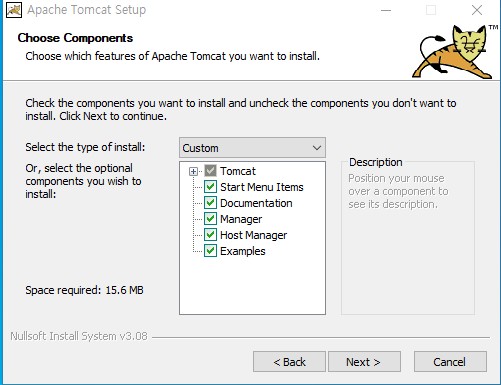 Apache Tomcat Setup
Choose Components
Choose which features of Apache Tomcat you want to install.
Check the components you want to install and uncheck the components you don't want to
install. Click Next to continue.
Select the type of install:
Custom
Or, select the optional
components you wish to
install:
Tomcat
Start Menu Items
Documentation
Manager
Host Manager
Examples
Description
Position your mouse
over a component to
see its description.
Space required: 15.6 MB
Nullsoft Install System v3.08
< Back
Next >
Cancel